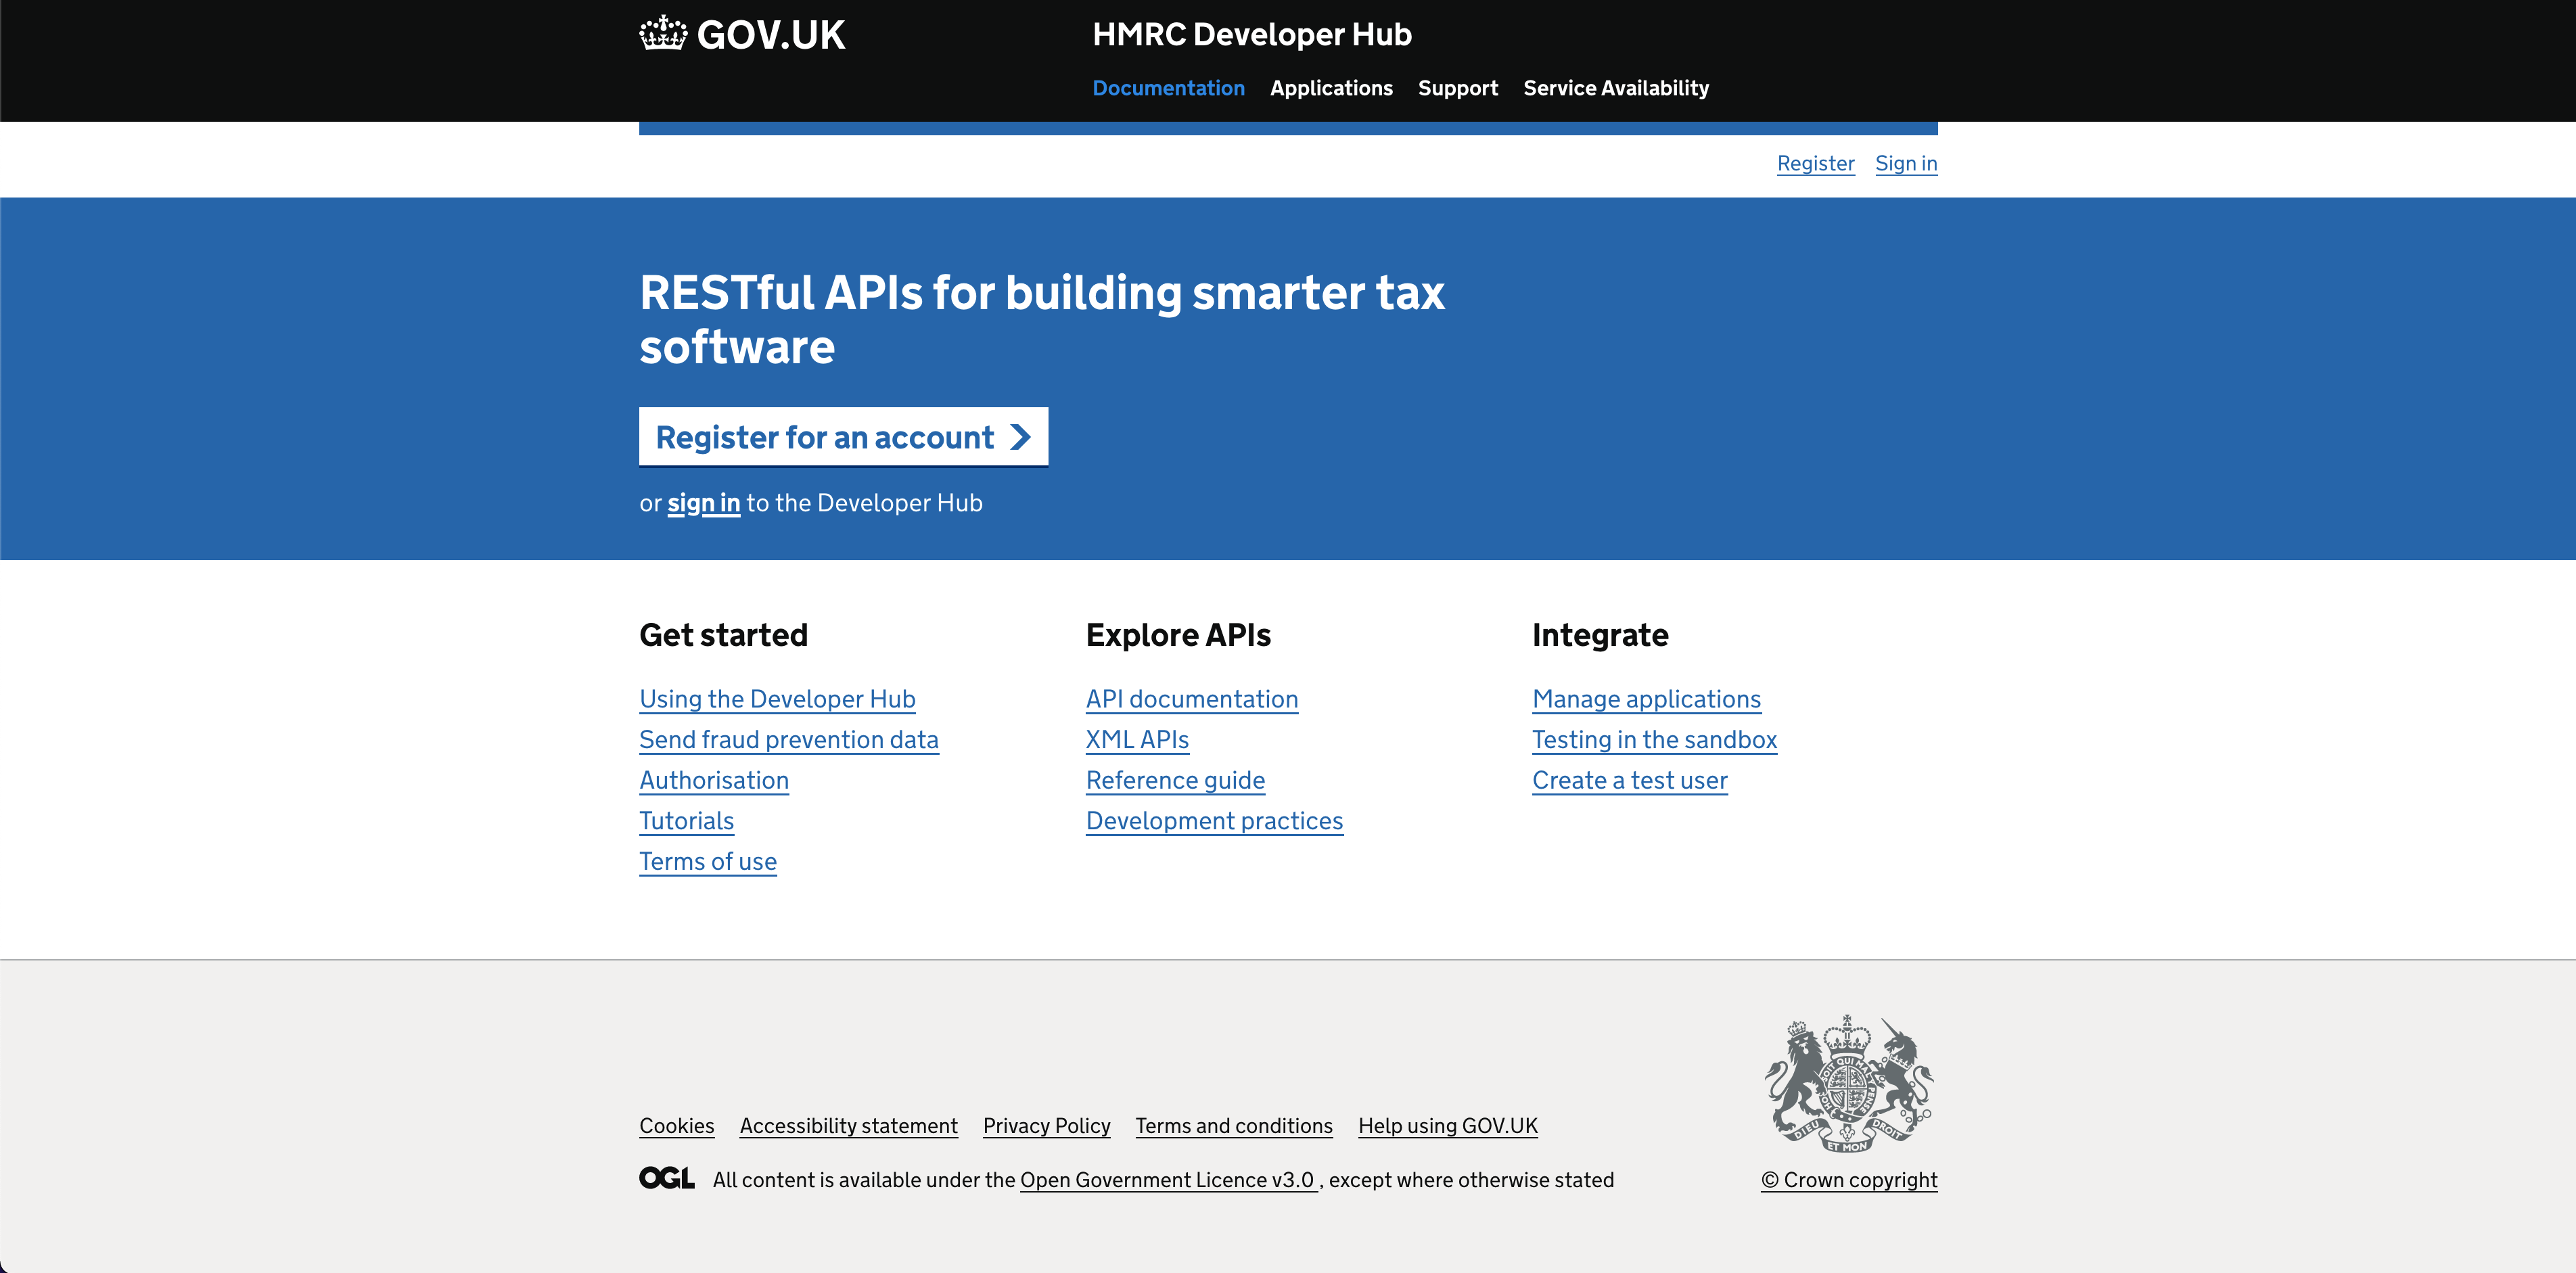 GOV.UK
HMRC Developer Hub
Documentation Applications Support Service Availability
Register Sign in
RESTful APIs for building smarter tax
software
Register for an account
or sign in to the Developer Hub
Get started
Using the Developer Hub
Send fraud prevention data
Authorisation
Tutorials
Terms of use
Explore APIs
API documentation
XML APIs
Reference guide
Development practices
Integrate
Manage applications
Testing in the sandbox
Create a test user
Cookies Accessibility statement Privacy Policy Terms and conditions Help using GOV.UK
OGL All content is available under the Open Government Licence v3.0 , except where otherwise stated
DIEU ET MON DROIT
© Crown copyright